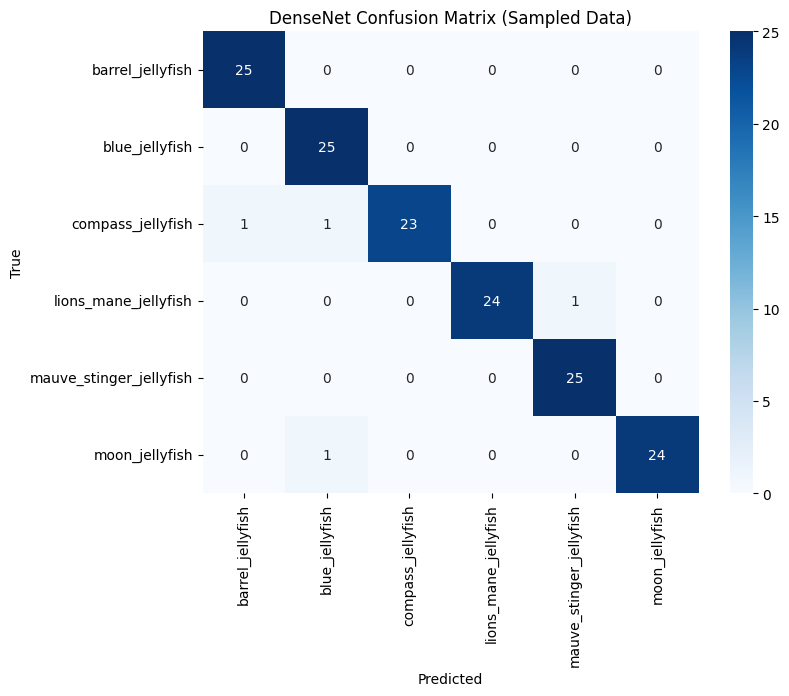 DenseNet Confusion Matrix (Sampled Data)
barrel_jellyfish 25 0 0 0 0 0
blue_jellyfish 0 25 0 0 0 0
compass_jellyfish 1 1 23 0 0 0
lions_mane_jellyfish 0 0 0 24 1 0
mauve_stinger_jellyfish 0 0 0 0 25 0
moon_jellyfish 0 1 0 0 0 24
True
barrel_jellyfish
blue_jellyfish
compass_jellyfish
lions_mane_jellyfish
mauve_stinger_jellyfish
moon_jellyfish
Predicted
25
20
15
10
5
0